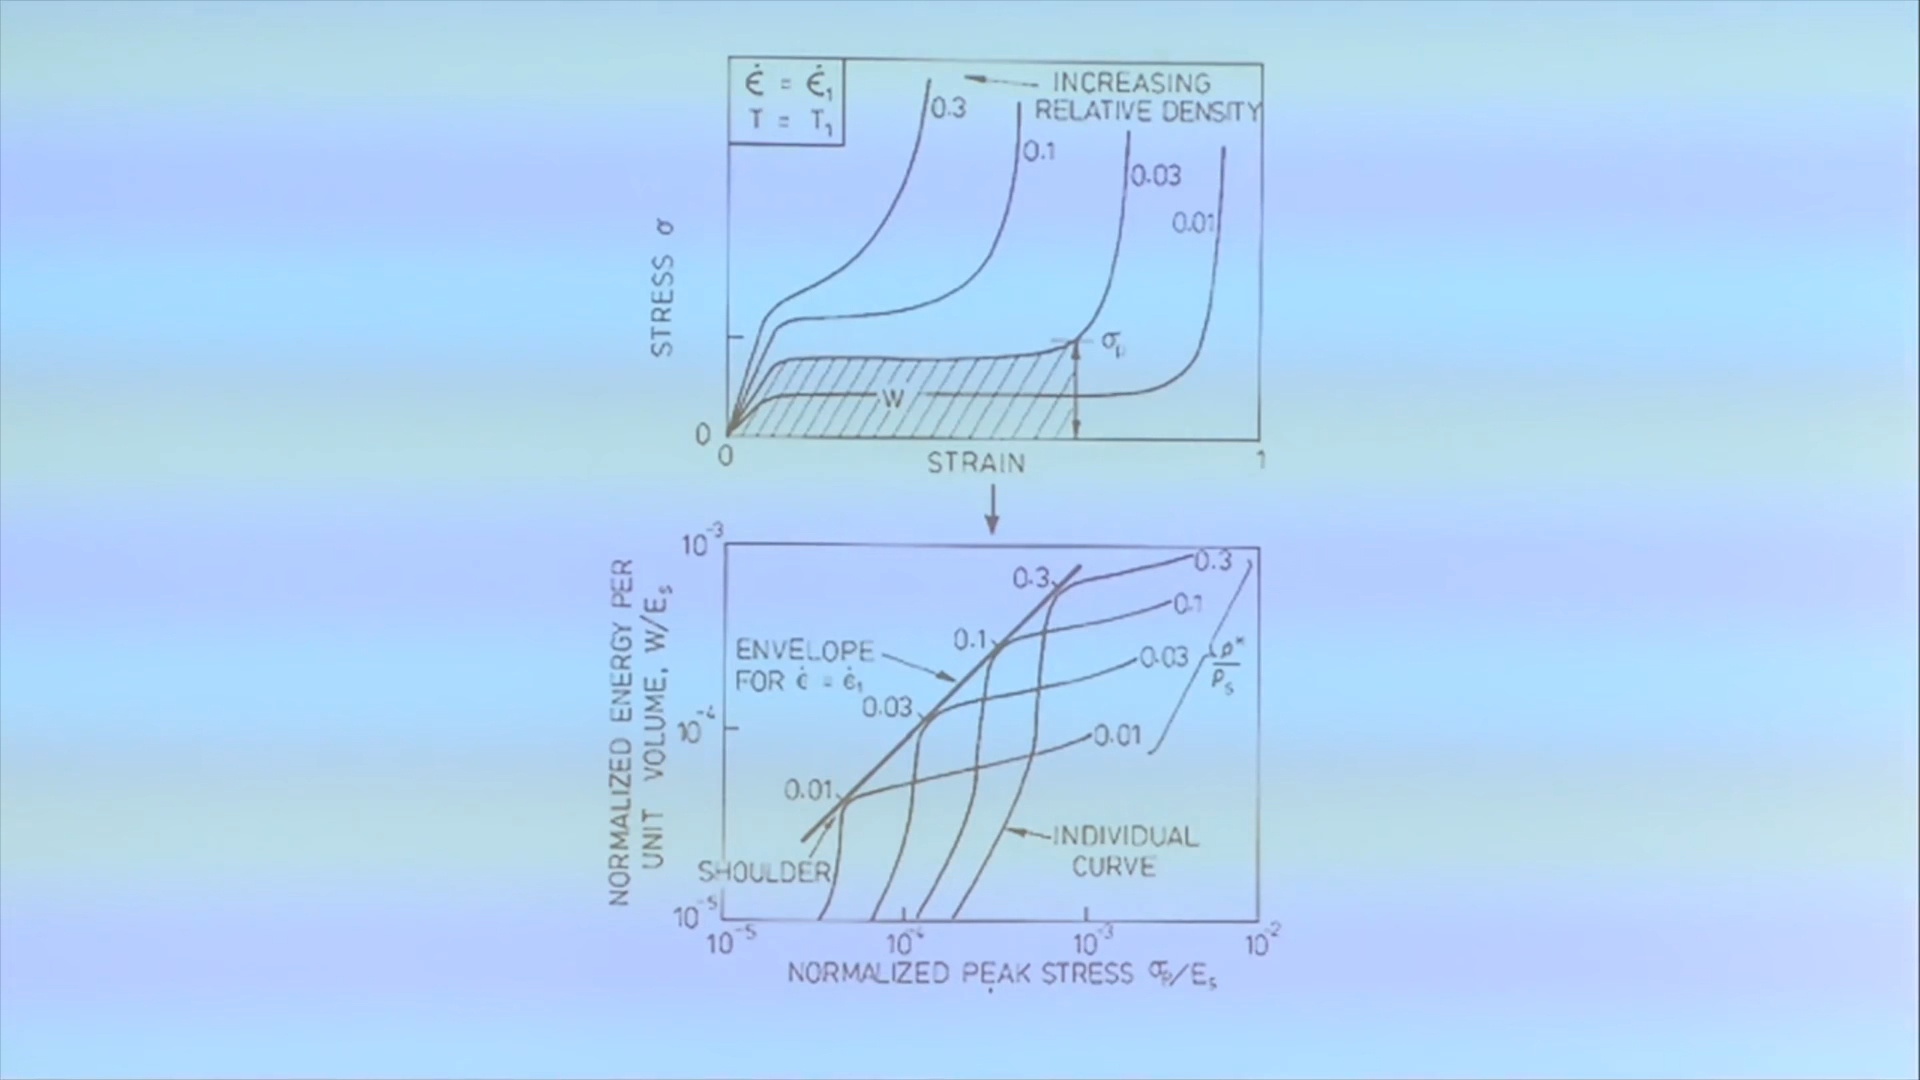 ϵ̇ = ϵ̇₁
T = T₁
INCREASING
RELATIVE DENSITY
0.3
0.1
0.03
0.01
STRESS σ
σₚ
W
0
0
STRAIN
1
10⁻³
0.3
0.3
0.1
0.1
ENVELOPE
FOR ϵ̇ = ϵ̇₁
0.03
ρ*
ρₛ
0.03
10⁻⁴
0.01
0.01
INDIVIDUAL
CURVE
SHOULDER
NORMALIZED ENERGY PER
UNIT VOLUME, W/Eₛ
10⁻⁵
10⁻⁵
10⁻⁴
10⁻³
10⁻²
NORMALIZED PEAK STRESS σₚ/Eₛ